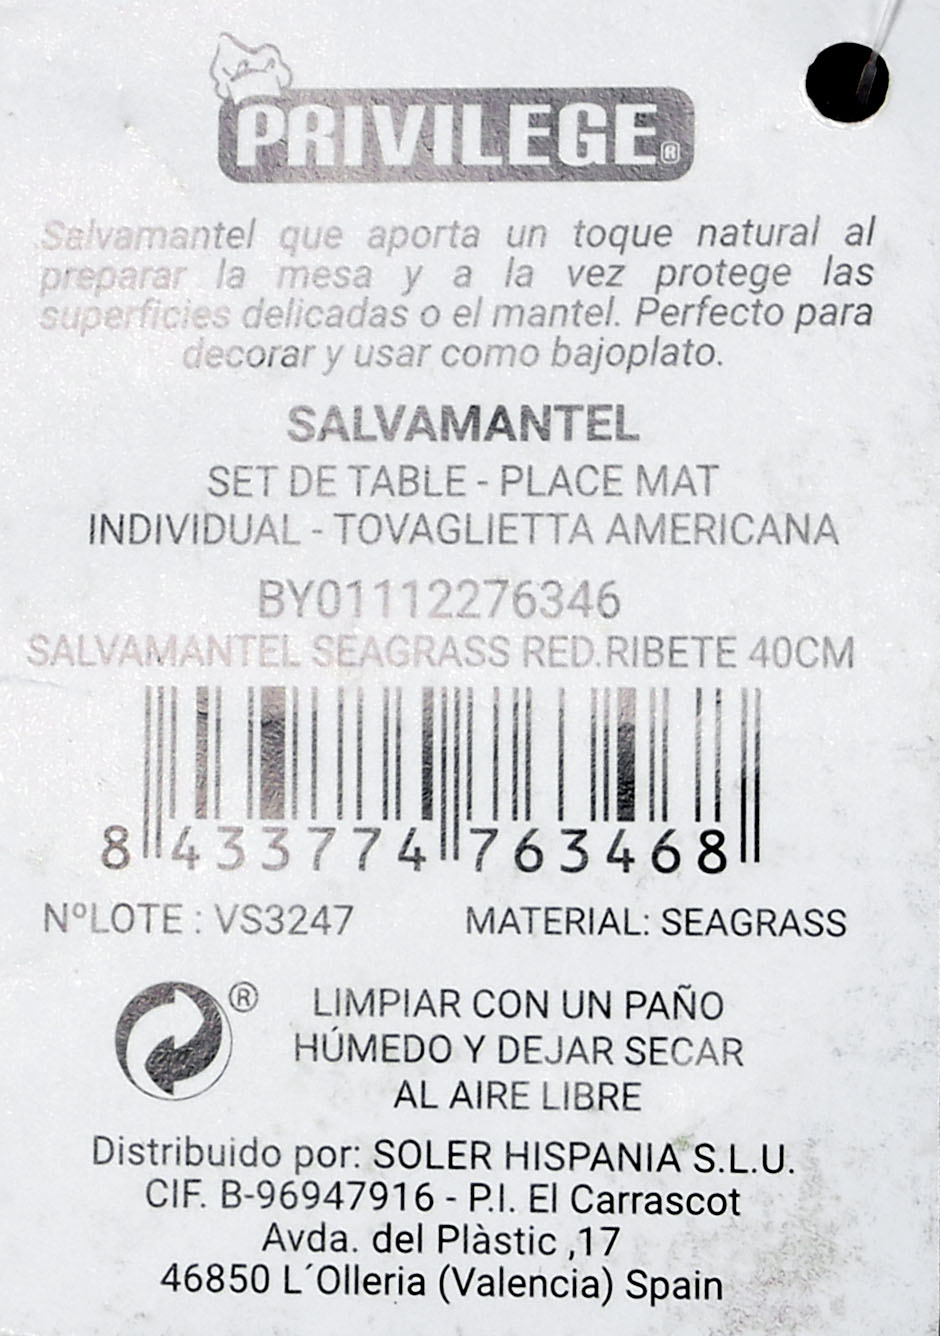 PRIVILEGE®
Salvamantel que aporta un toque natural al
preparar la mesa y a la vez protege las
superficies delicadas o el mantel. Perfecto para
decorar y usar como bajoplato.
SALVAMANTEL
SET DE TABLE - PLACE MAT
INDIVIDUAL - TOVAGLIETTA AMERICANA
BY01112276346
SALVAMANTEL SEAGRASS RED.RIBETE 40CM
8 433774 763468
NºLOTE : VS3247 MATERIAL: SEAGRASS
®
LIMPIAR CON UN PAÑO
HÚMEDO Y DEJAR SECAR
AL AIRE LIBRE
Distribuido por: SOLER HISPANIA S.L.U.
CIF. B-96947916 - P.I. El Carrascot
Avda. del Plàstic ,17
46850 L´Olleria (Valencia) Spain